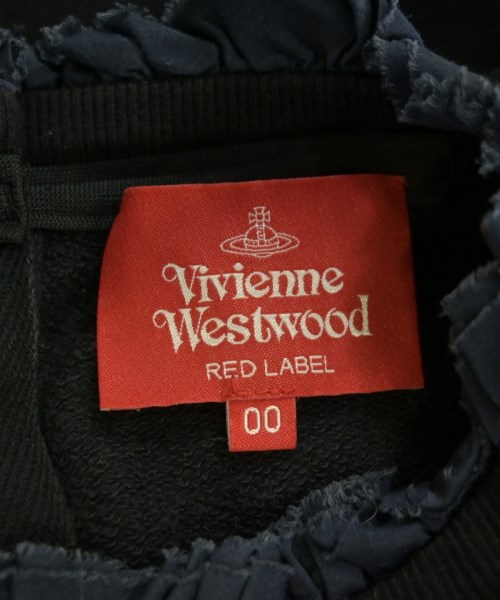 Vivienne
Westwood
RED LABEL
00